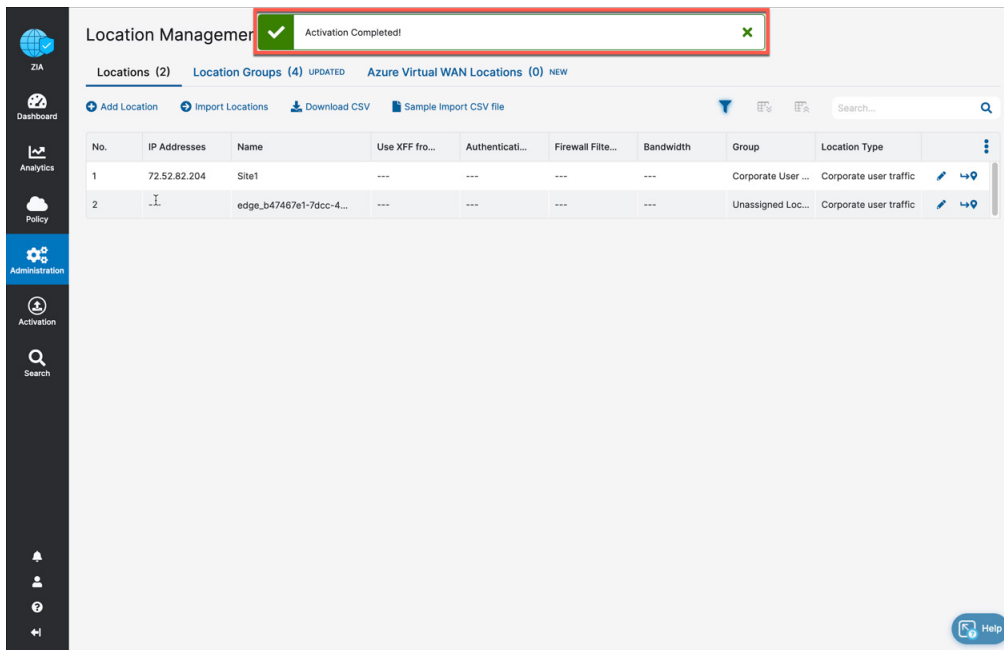 Location Managemen
Activation Completed!
ZIA
Locations (2) Location Groups (4) UPDATED Azure Virtual WAN Locations (0) NEW
Dashboard
Add Location Import Locations Download CSV Sample Import CSV file Search...
No. IP Addresses Name Use XFF fro... Authenticati... Firewall Filte... Bandwidth Group Location Type
Analytics
1 72.52.82.204 Site1 --- --- --- --- Corporate User ... Corporate user traffic
2 --- edge_b47467e1-7dcc-4... --- --- --- --- Unassigned Loc... Corporate user traffic
Policy
Administration
Activation
Search
Help